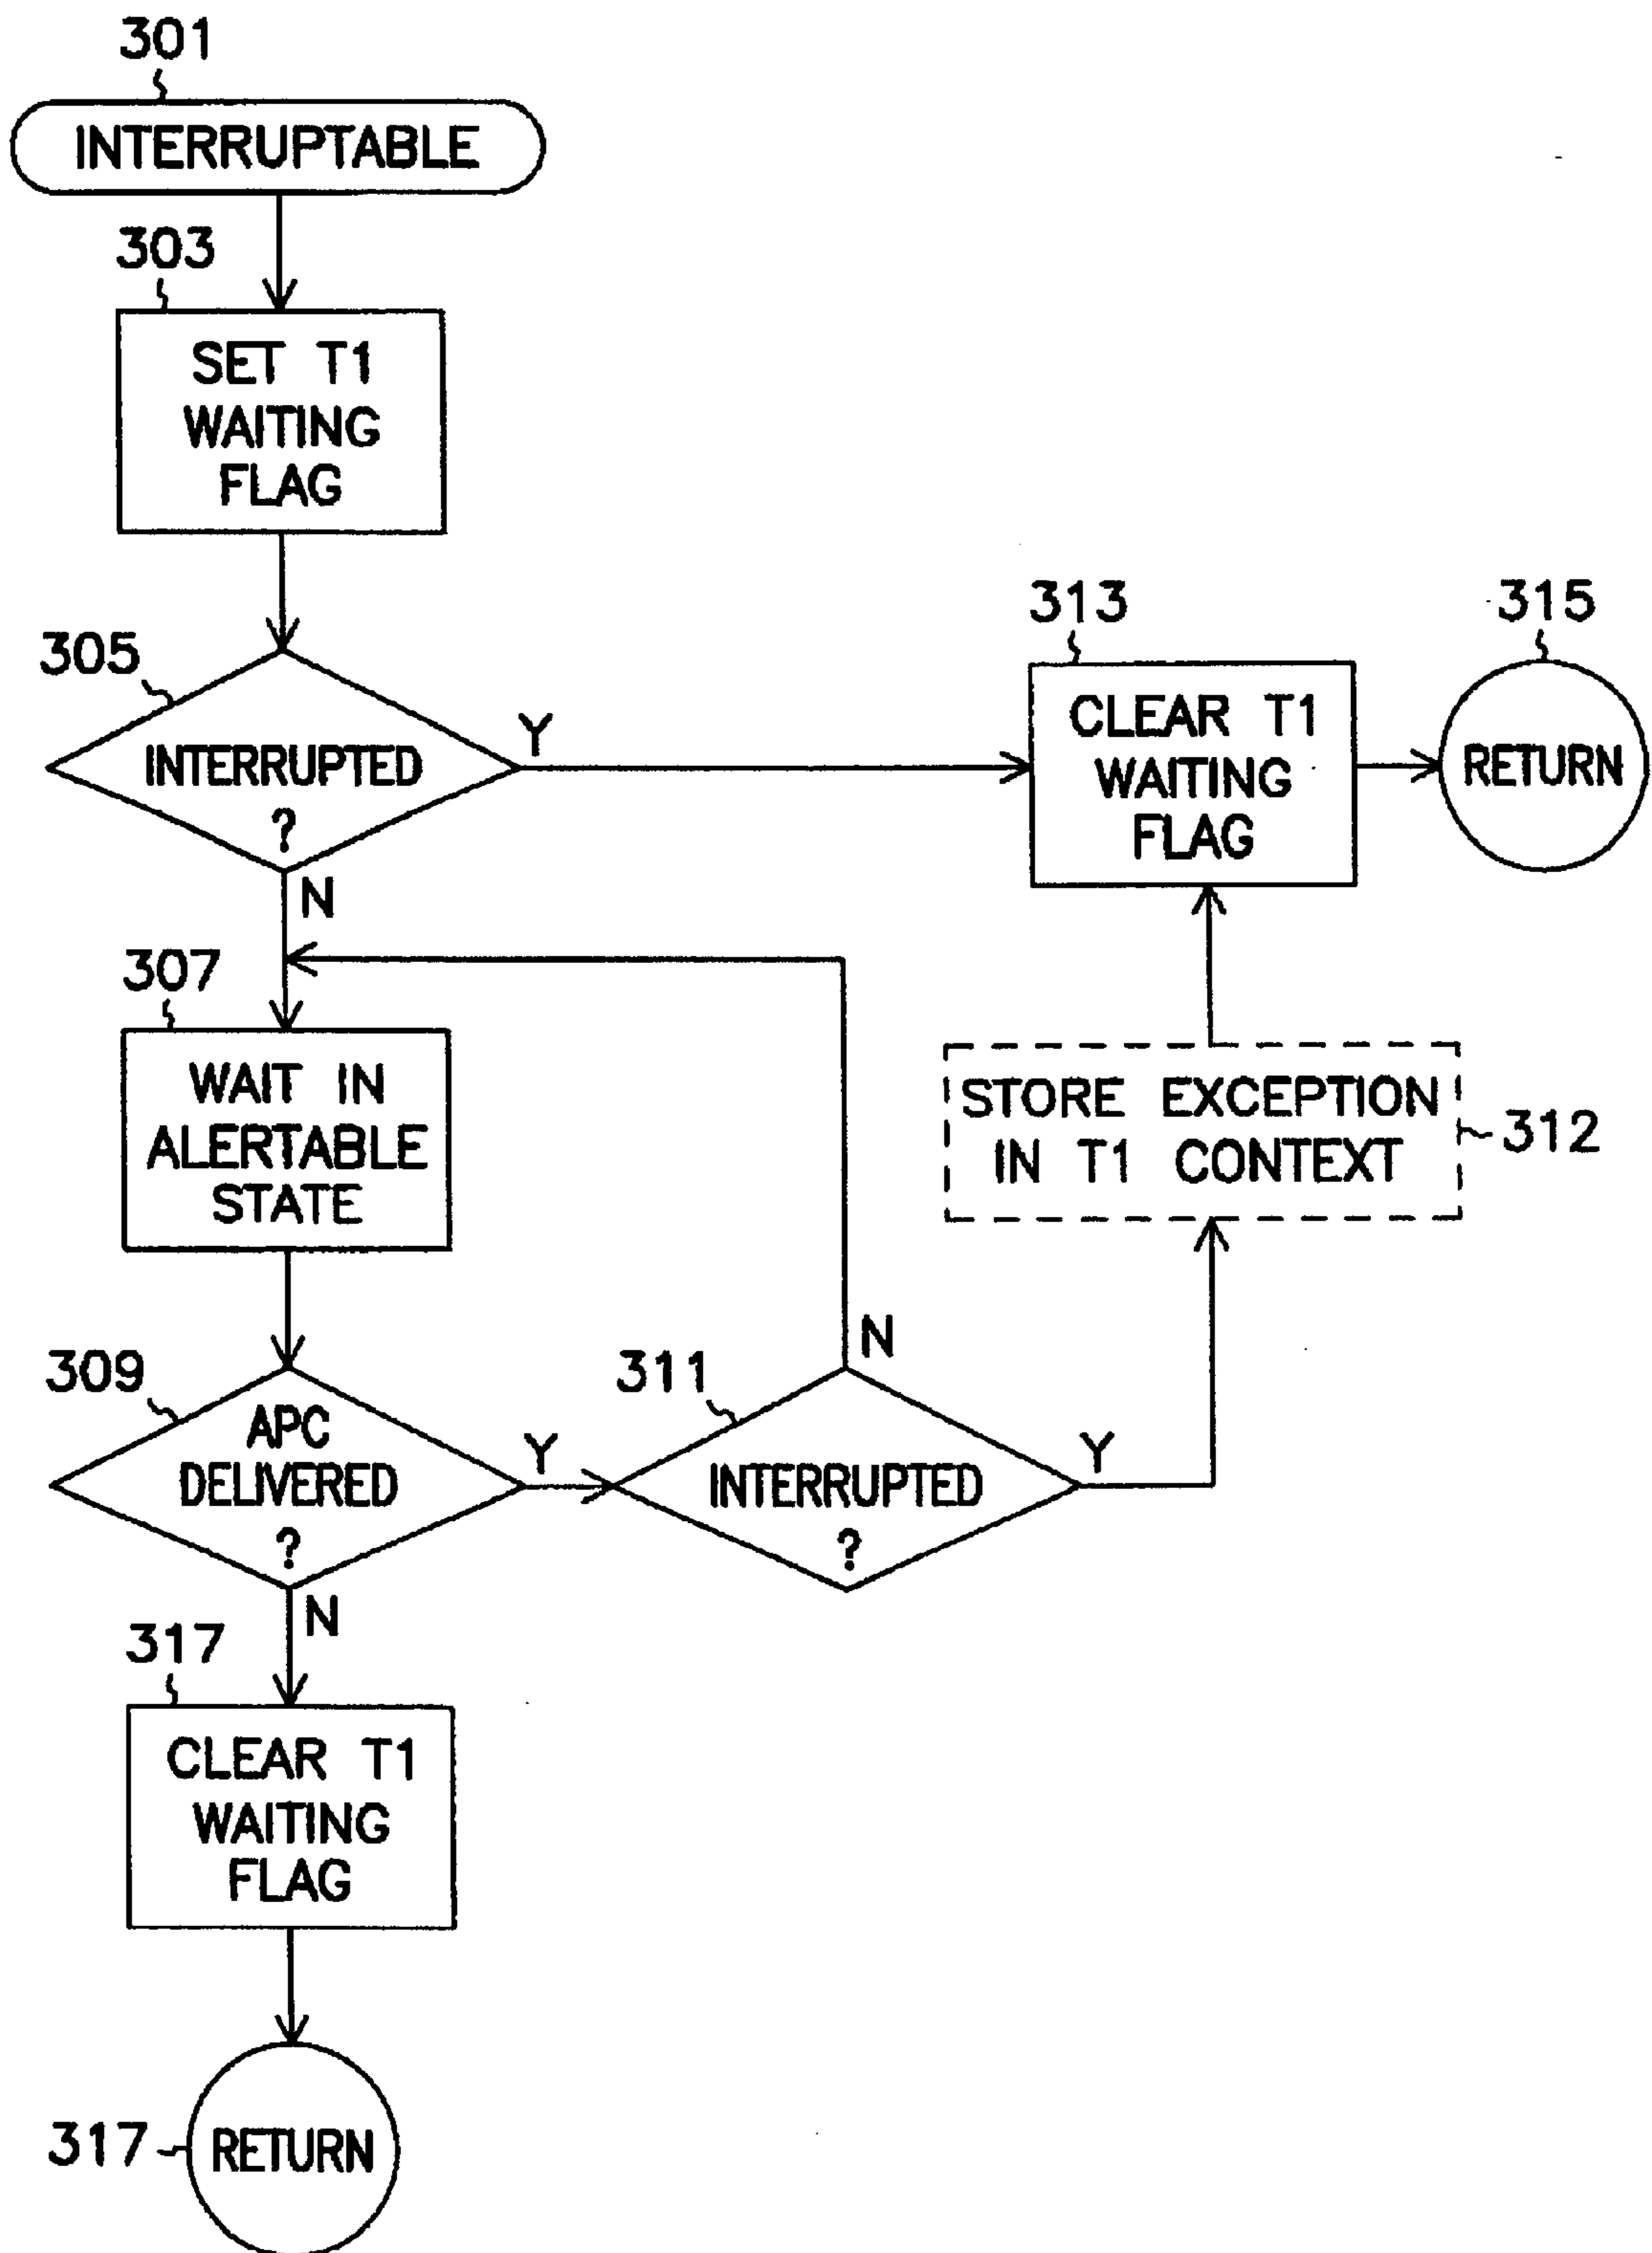 301
INTERRUPTABLE
303
SET T1
WAITING
FLAG
305
INTERRUPTED
?
Y
N
313
CLEAR T1
WAITING
FLAG
315
RETURN
307
WAIT IN
ALERTABLE
STATE
STORE EXCEPTION
IN T1 CONTEXT
312
309
APC
DELIVERED
?
Y
N
311
INTERRUPTED
?
N
Y
317
CLEAR T1
WAITING
FLAG
317
RETURN